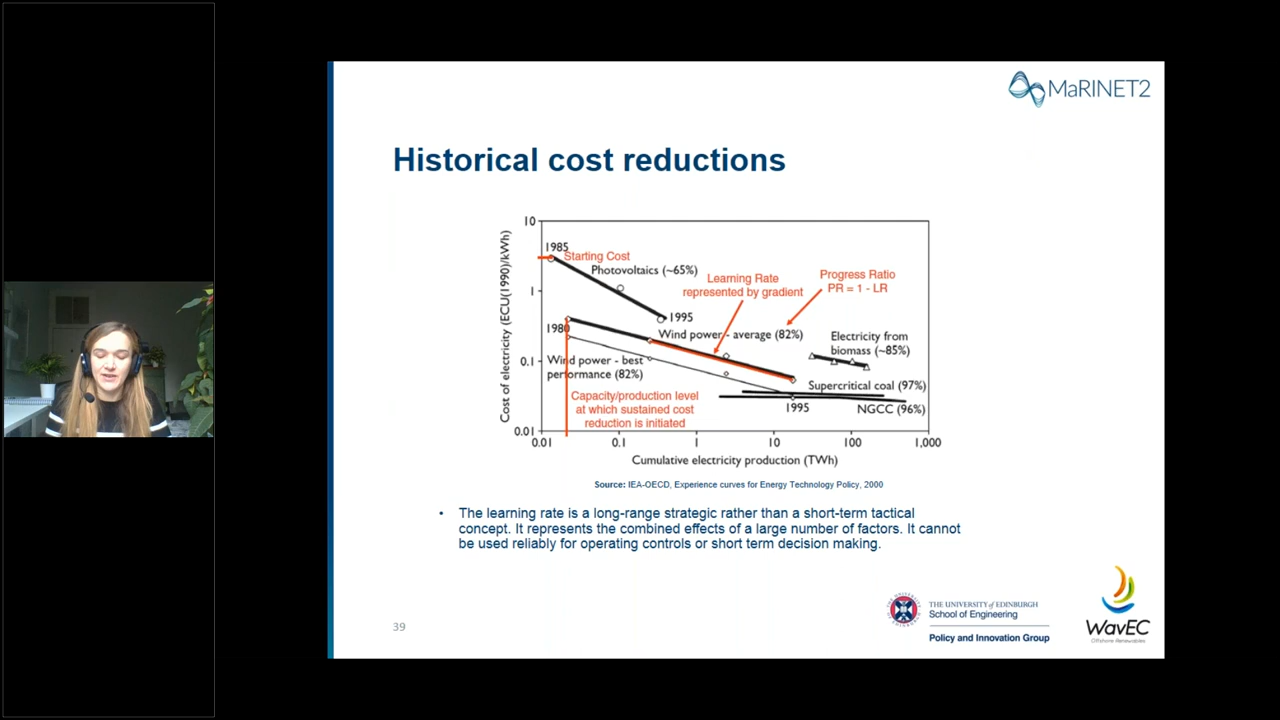 MaRINET2
Historical cost reductions
Cost of electricity (ECU(1990)/kWh)
10
1
0.1
0.01
1985
Starting Cost
Photovoltaics (~65%)
Learning Rate
represented by gradient
Progress Ratio
PR = 1 - LR
1995
1980
Wind power - average (82%)
Electricity from
biomass (~85%)
Wind power - best
performance (82%)
Supercritical coal (97%)
Capacity/production level
at which sustained cost
reduction is initiated
1995
NGCC (96%)
0.01
0.1
1
10
100
1,000
Cumulative electricity production (TWh)
Source: IEA-OECD, Experience curves for Energy Technology Policy, 2000
• The learning rate is a long-range strategic rather than a short-term tactical
concept. It represents the combined effects of a large number of factors. It cannot
be used reliably for operating controls or short term decision making.
39
THE UNIVERSITY of EDINBURGH
School of Engineering
Policy and Innovation Group
WavEC
Offshore Renewables